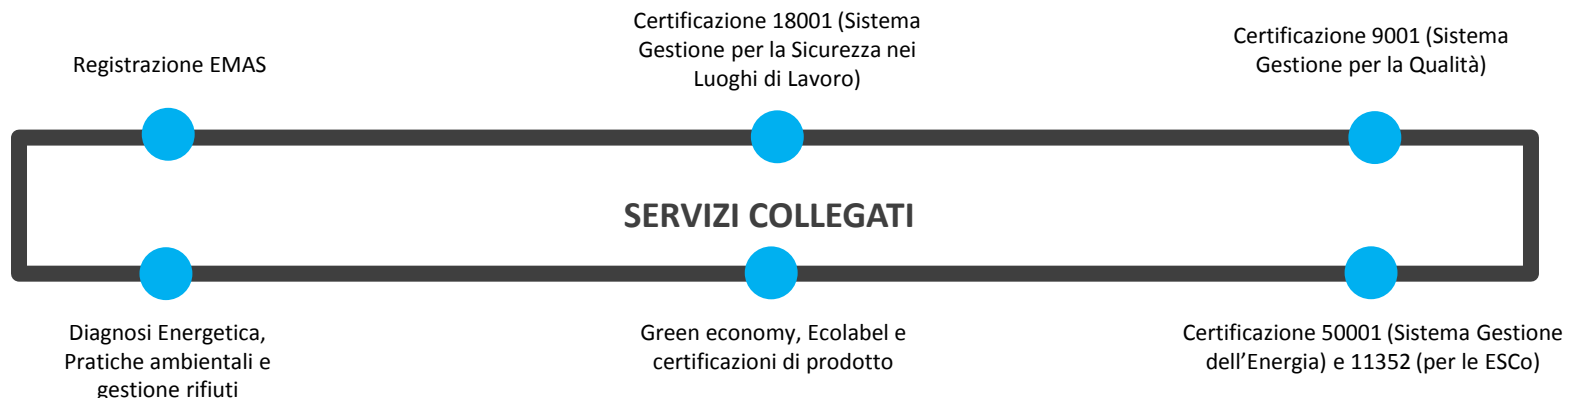 Registrazione EMAS
Certificazione 18001 (Sistema
Gestione per la Sicurezza nei
Luoghi di Lavoro)
Certificazione 9001 (Sistema
Gestione per la Qualità)
SERVIZI COLLEGATI
Diagnosi Energetica,
Pratiche ambientali e
gestione rifiuti
Green economy, Ecolabel e
certificazioni di prodotto
Certificazione 50001 (Sistema Gestione
dell’Energia) e 11352 (per le ESCo)